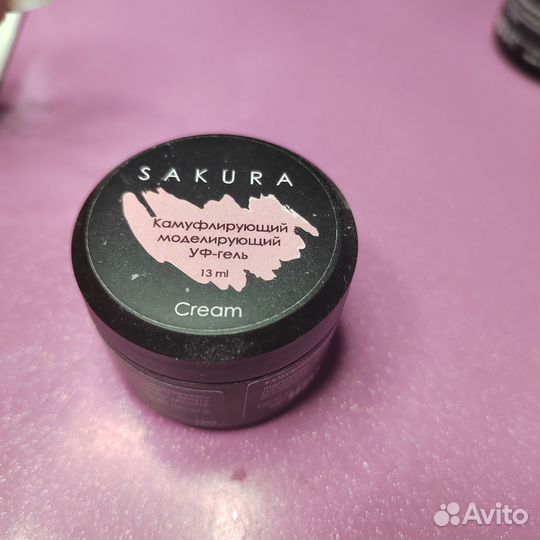 SAKURA
Камуфлирующий
моделирующий
УФ-гель
13 ml
Cream
Avito